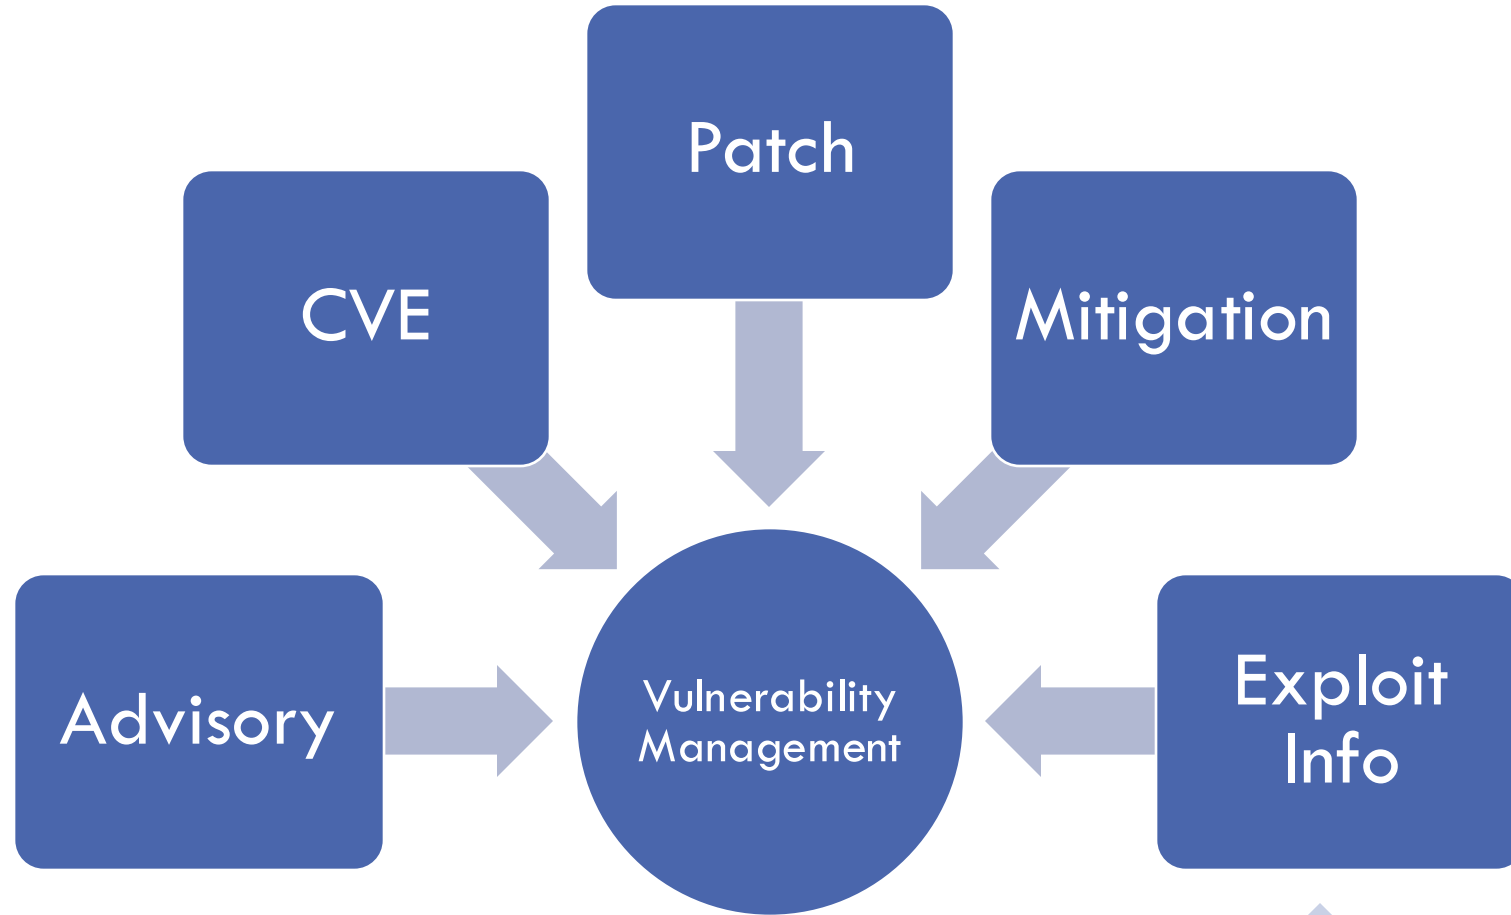 Patch
CVE
Mitigation
Advisory
Vulnerability
Management
Exploit
Info